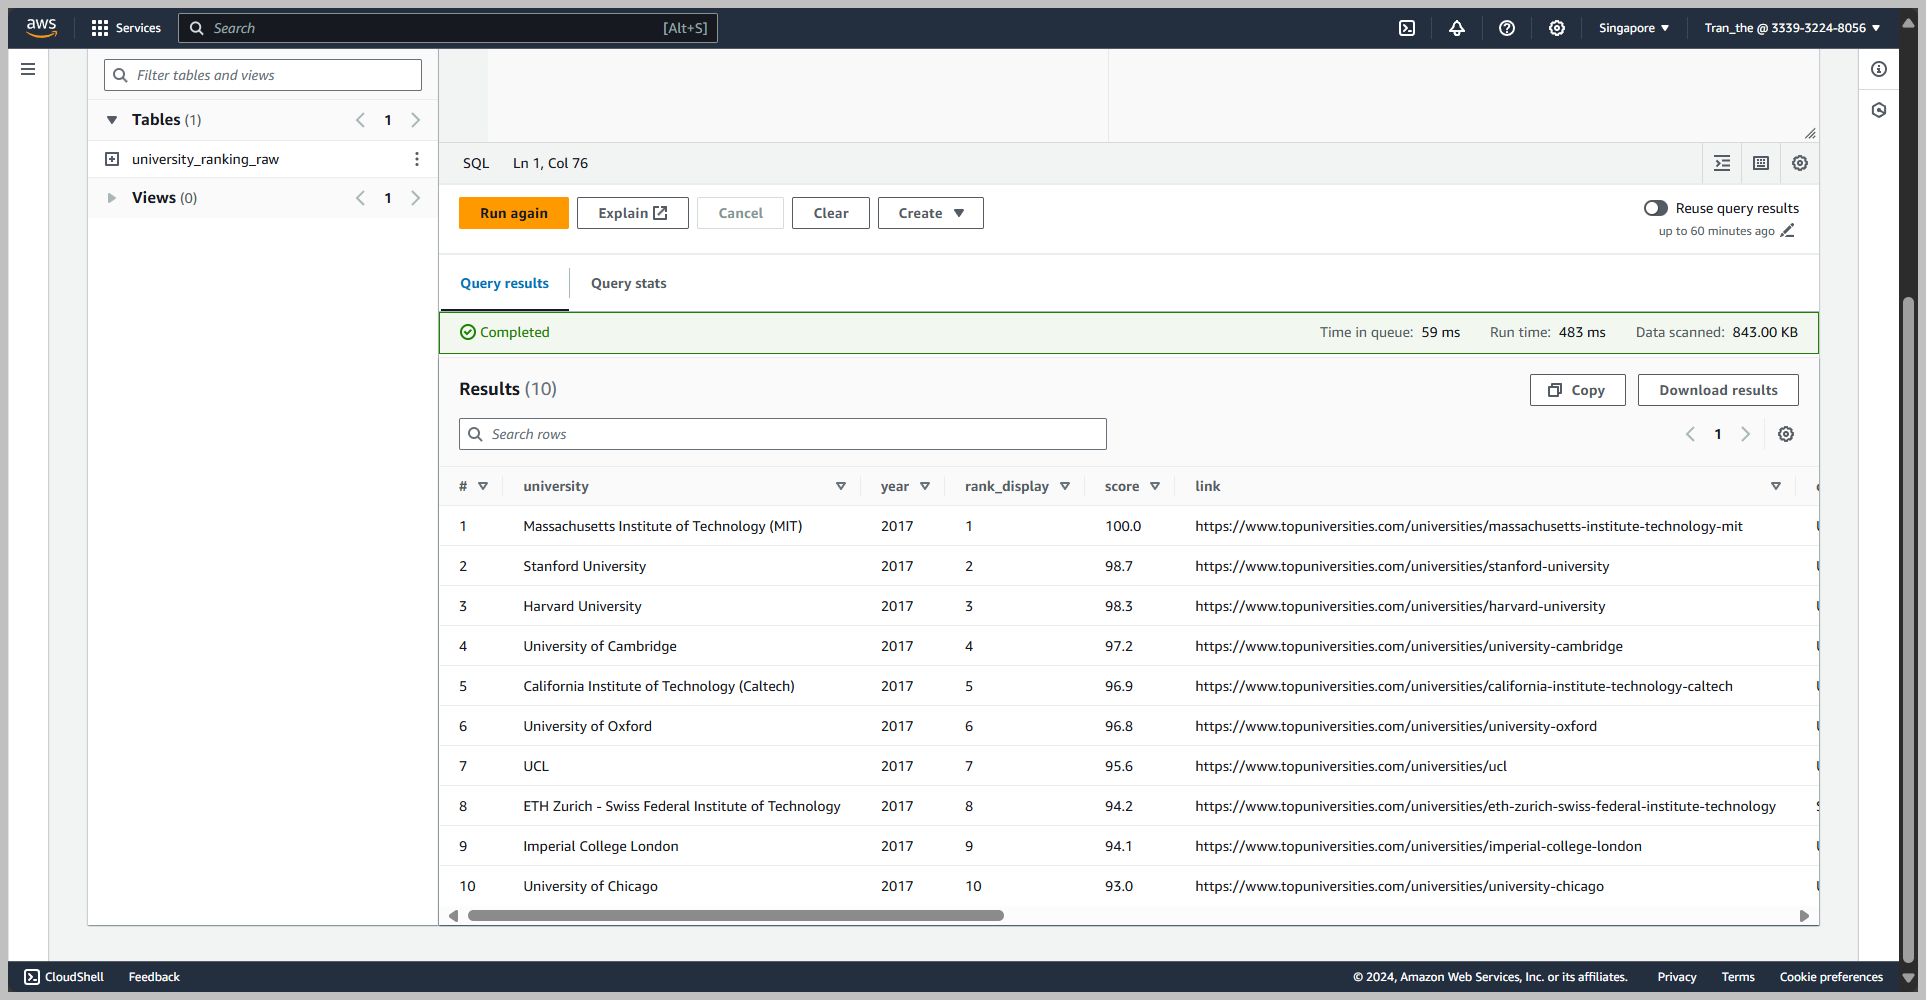 aws Services Search [Alt+S] Singapore Tran_the @ 3339-3224-8056
Filter tables and views
Tables (1) 1
university_ranking_raw
Views (0) 1
SQL Ln 1, Col 76
Run again Explain Cancel Clear Create Reuse query results
up to 60 minutes ago
Query results Query stats
Completed Time in queue: 59 ms Run time: 483 ms Data scanned: 843.00 KB
Results (10) Copy Download results
Search rows 1
# university year rank_display score link
1 Massachusetts Institute of Technology (MIT) 2017 1 100.0 https://www.topuniversities.com/universities/massachusetts-institute-technology-mit
2 Stanford University 2017 2 98.7 https://www.topuniversities.com/universities/stanford-university
3 Harvard University 2017 3 98.3 https://www.topuniversities.com/universities/harvard-university
4 University of Cambridge 2017 4 97.2 https://www.topuniversities.com/universities/university-cambridge
5 California Institute of Technology (Caltech) 2017 5 96.9 https://www.topuniversities.com/universities/california-institute-technology-caltech
6 University of Oxford 2017 6 96.8 https://www.topuniversities.com/universities/university-oxford
7 UCL 2017 7 95.6 https://www.topuniversities.com/universities/ucl
8 ETH Zurich - Swiss Federal Institute of Technology 2017 8 94.2 https://www.topuniversities.com/universities/eth-zurich-swiss-federal-institute-technology
9 Imperial College London 2017 9 94.1 https://www.topuniversities.com/universities/imperial-college-london
10 University of Chicago 2017 10 93.0 https://www.topuniversities.com/universities/university-chicago
CloudShell Feedback © 2024, Amazon Web Services, Inc. or its affiliates. Privacy Terms Cookie preferences